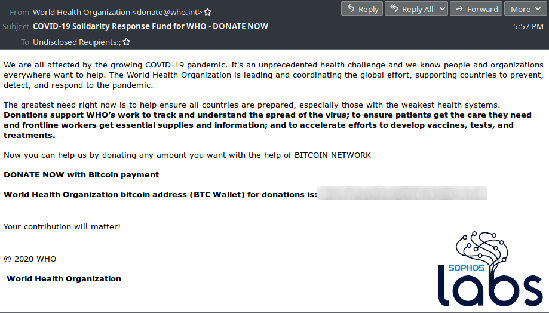 From World Health Organization <donate@who.int>
Reply Reply All Forward More
Subject COVID-19 Solidarity Response Fund for WHO - DONATE NOW
5:57 PM
To Undisclosed Recipients:;
We are all affected by the growing COVID-19 pandemic. It's an unprecedented health challenge and we know people and organizations
everywhere want to help. The World Health Organization is leading and coordinating the global effort, supporting countries to prevent,
detect, and respond to the pandemic.
The greatest need right now is to help ensure all countries are prepared, especially those with the weakest health systems.
Donations support WHO's work to track and understand the spread of the virus; to ensure patients get the care they need
and frontline workers get essential supplies and information; and to accelerate efforts to develop vaccines, tests, and
treatments.
Now you can help us by donating any amount you want with the help of BITCOIN NETWORK
DONATE NOW with Bitcoin payment
World Health Organization bitcoin address (BTC Wallet) for donations is:
Your contribution will matter!
© 2020 WHO
World Health Organization
SOPHOS
labs